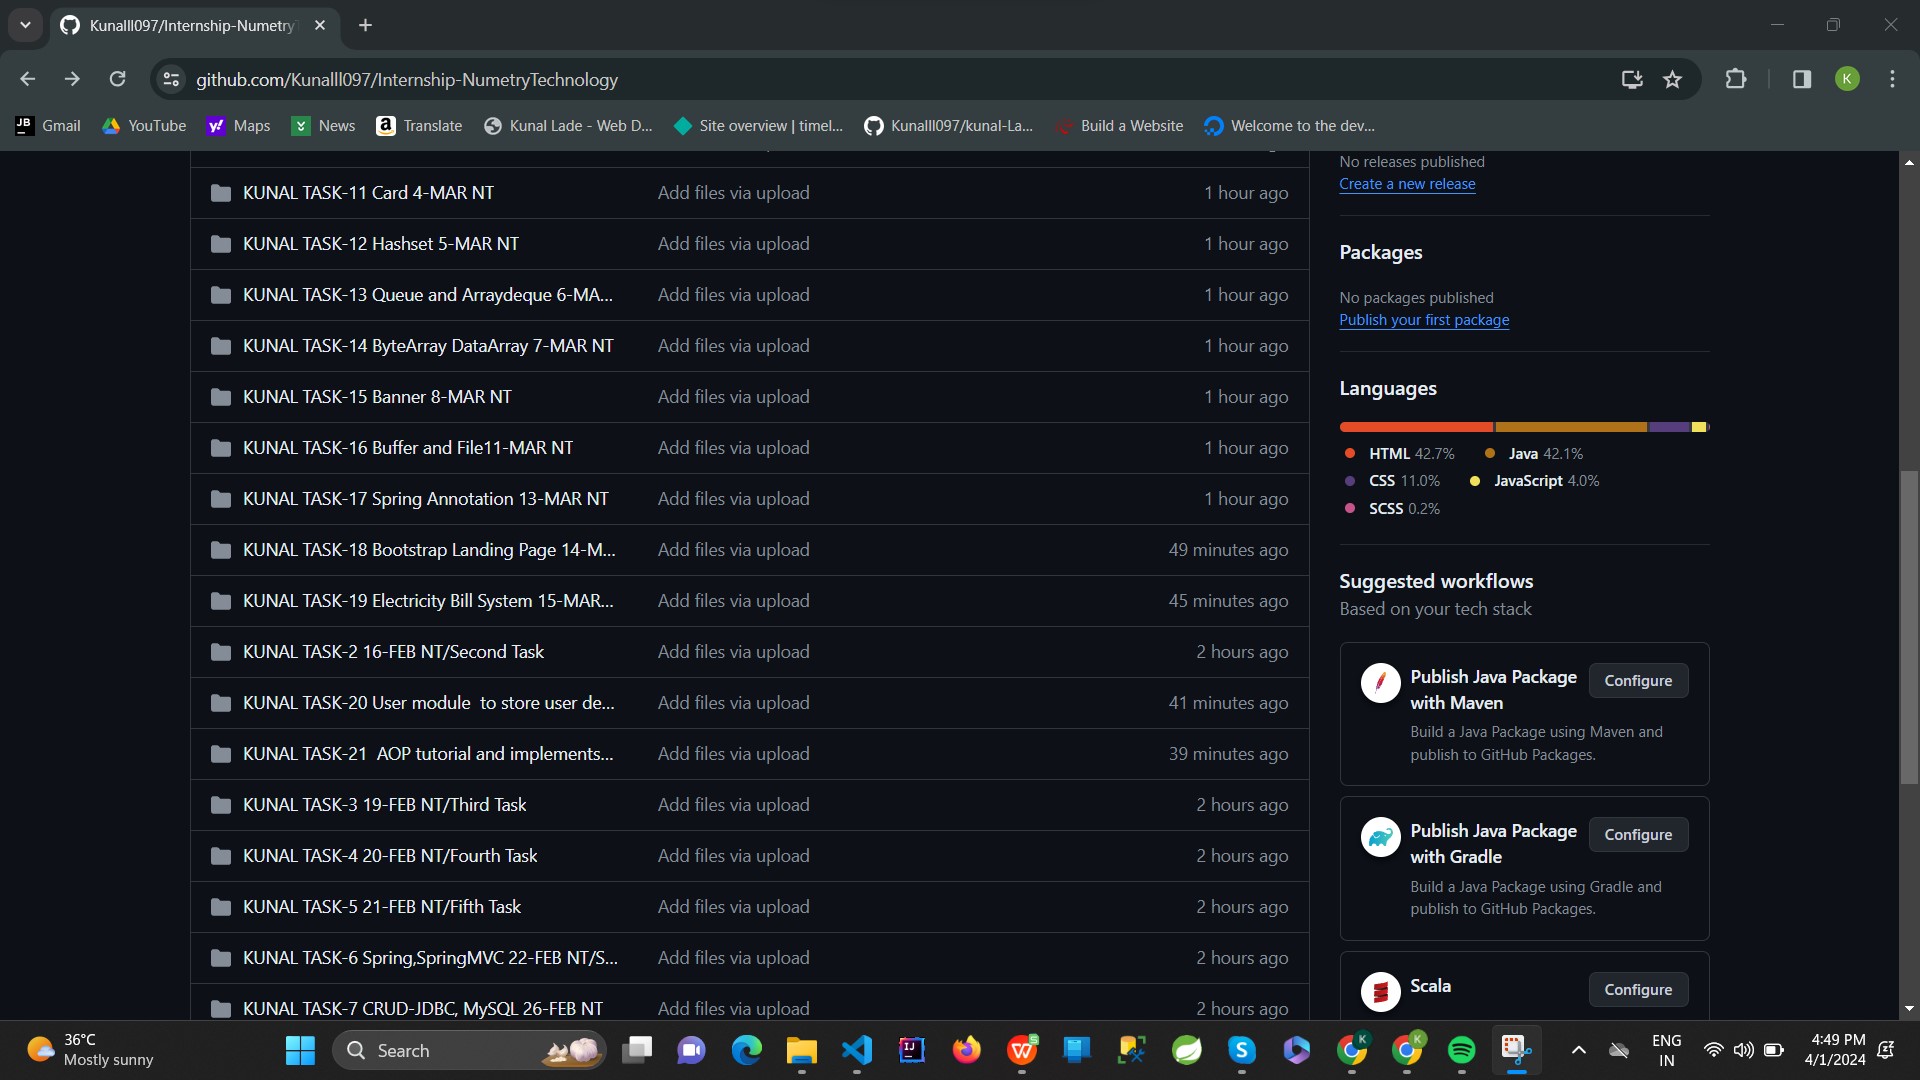 Kunalll097/Internship-Numetry
github.com/Kunalll097/Internship-NumetryTechnology
K
JB
Gmail
YouTube
y!
Maps
News
a
Translate
Kunal Lade - Web D...
Site overview | timel...
Kunalll097/kunal-La...
Build a Website
Welcome to the dev...
KUNAL TASK-11 Card 4-MAR NT Add files via upload 1 hour ago
KUNAL TASK-12 Hashset 5-MAR NT Add files via upload 1 hour ago
KUNAL TASK-13 Queue and Arraydeque 6-MA... Add files via upload 1 hour ago
KUNAL TASK-14 ByteArray DataArray 7-MAR NT Add files via upload 1 hour ago
KUNAL TASK-15 Banner 8-MAR NT Add files via upload 1 hour ago
KUNAL TASK-16 Buffer and File11-MAR NT Add files via upload 1 hour ago
KUNAL TASK-17 Spring Annotation 13-MAR NT Add files via upload 1 hour ago
KUNAL TASK-18 Bootstrap Landing Page 14-M... Add files via upload 49 minutes ago
KUNAL TASK-19 Electricity Bill System 15-MAR... Add files via upload 45 minutes ago
KUNAL TASK-2 16-FEB NT/Second Task Add files via upload 2 hours ago
KUNAL TASK-20 User module to store user de... Add files via upload 41 minutes ago
KUNAL TASK-21 AOP tutorial and implements... Add files via upload 39 minutes ago
KUNAL TASK-3 19-FEB NT/Third Task Add files via upload 2 hours ago
KUNAL TASK-4 20-FEB NT/Fourth Task Add files via upload 2 hours ago
KUNAL TASK-5 21-FEB NT/Fifth Task Add files via upload 2 hours ago
KUNAL TASK-6 Spring,SpringMVC 22-FEB NT/S... Add files via upload 2 hours ago
KUNAL TASK-7 CRUD-JDBC, MySQL 26-FEB NT Add files via upload 2 hours ago
No releases published
Create a new release
Packages
No packages published
Publish your first package
Languages
HTML 42.7% Java 42.1%
CSS 11.0% JavaScript 4.0%
SCSS 0.2%
Suggested workflows
Based on your tech stack
Publish Java Package
with Maven
Configure
Build a Java Package using Maven and
publish to GitHub Packages.
Publish Java Package
with Gradle
Configure
Build a Java Package using Gradle and
publish to GitHub Packages.
Scala
Configure
36°C
Mostly sunny
Search
ENG
IN
4:49 PM
4/1/2024